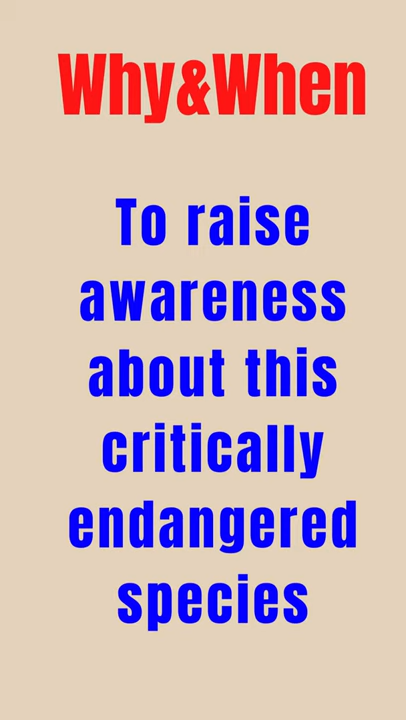 Why&When
To raise
awareness
about this
critically
endangered
species